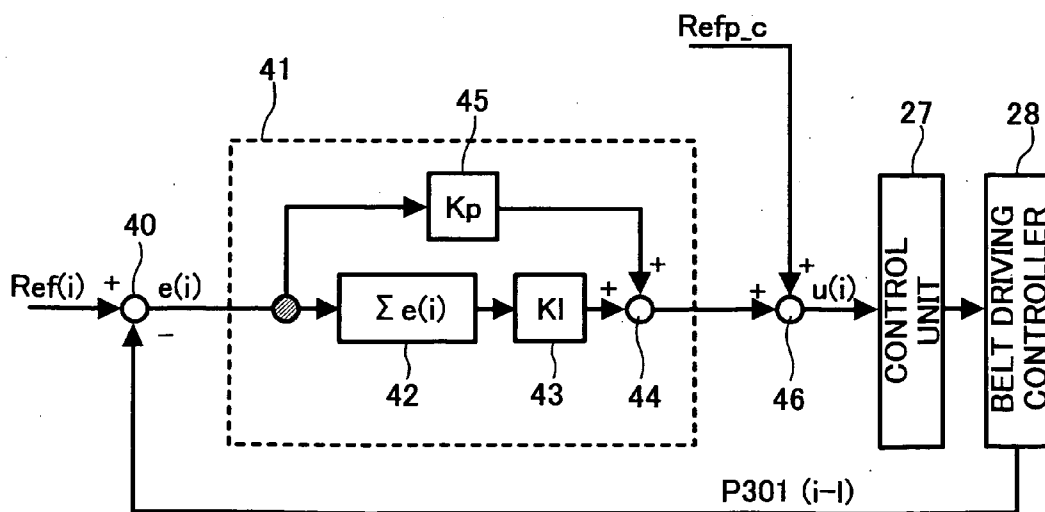 Refp_c
41
45
27
28
Kp
40
Ref(i)
+
e(i)
−
Σ e(i)
KI
+
+
+
+
u(i)
CONTROL
UNIT
BELT DRIVING
CONTROLLER
42
43
44
46
P301 (i-I)